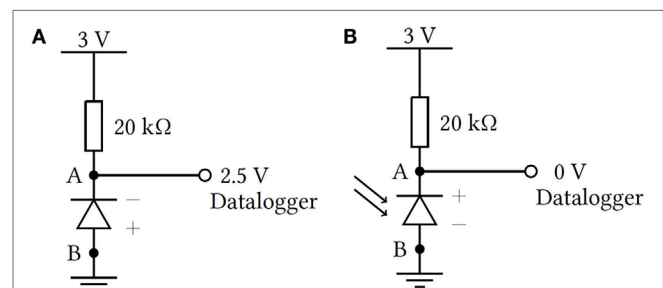 A
3 V
20 kΩ
A
2.5 V
Datalogger
−
+
B
B
3 V
20 kΩ
A
0 V
Datalogger
+
−
B